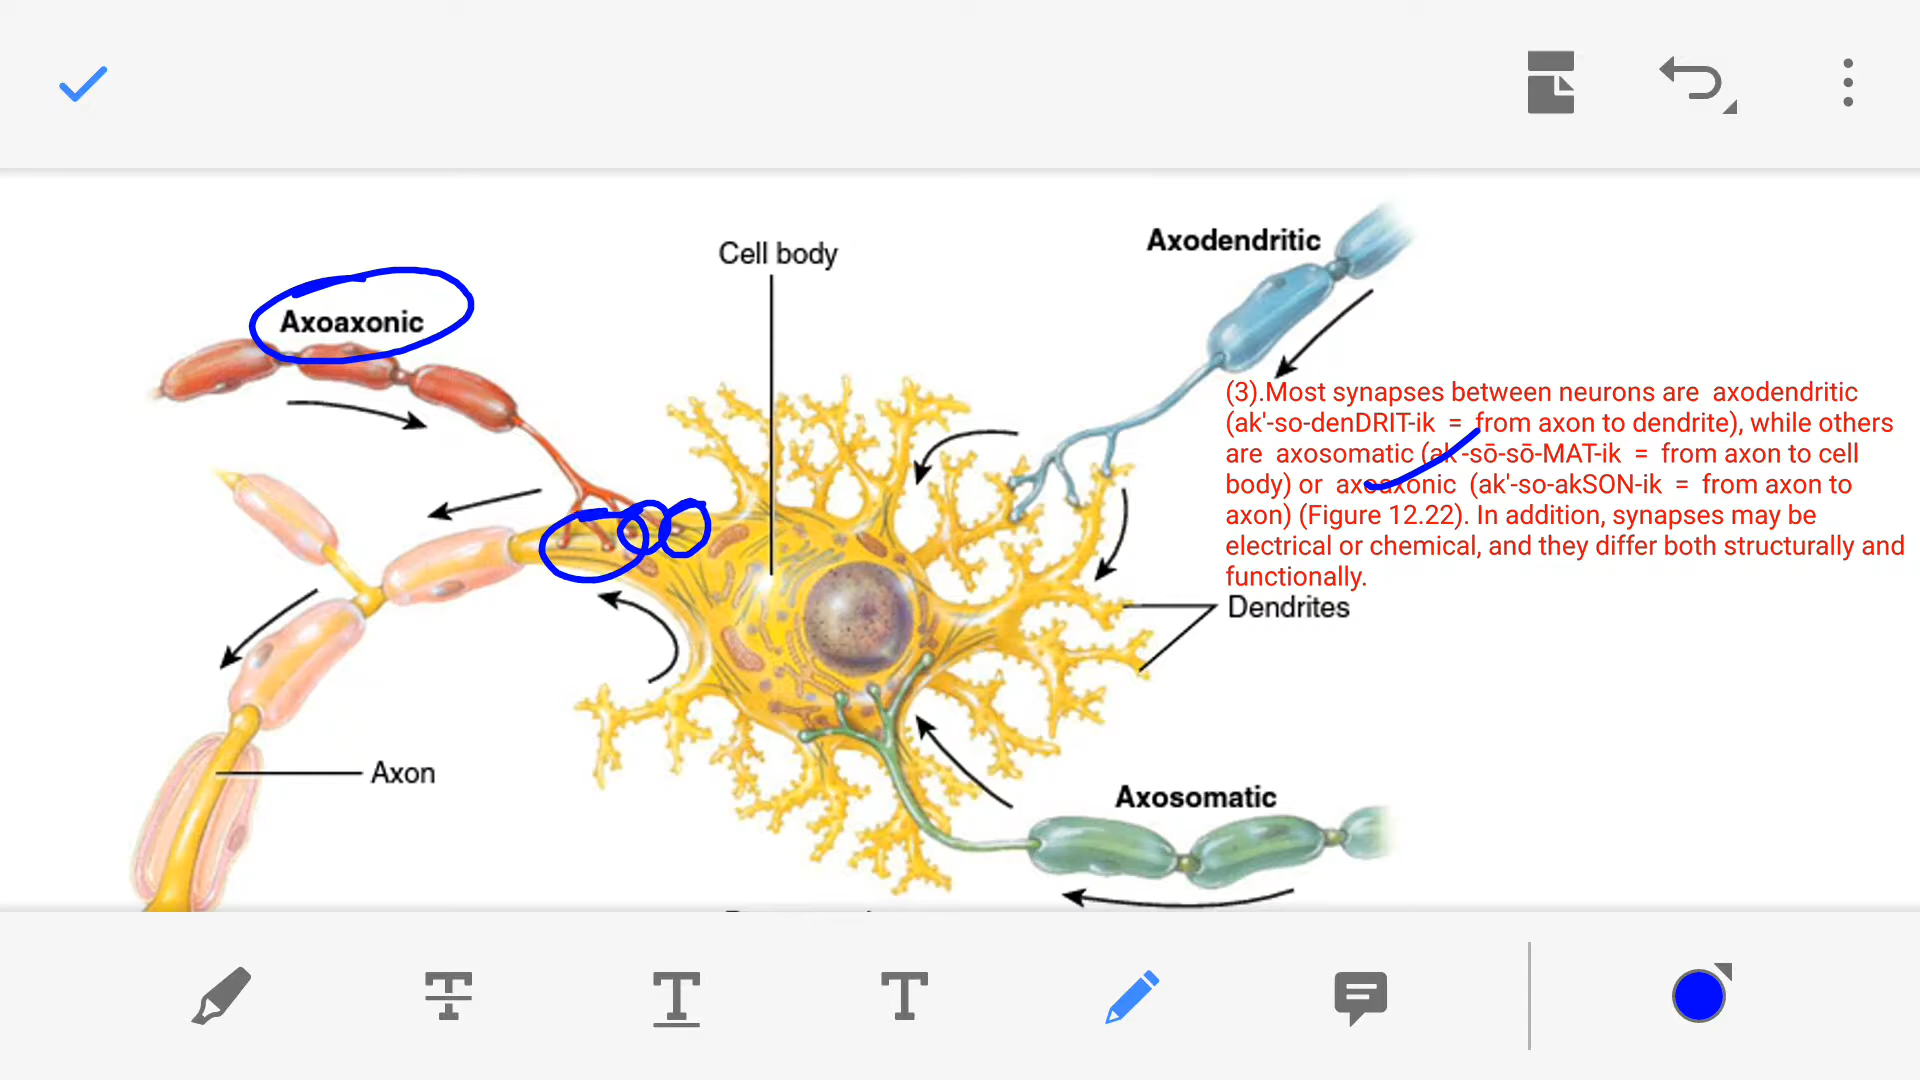 Cell body
Axodendritic
Axoaxonic
(3).Most synapses between neurons are axodendritic
(ak'-so-denDRIT-ik = from axon to dendrite), while others
are axosomatic (ak'-sō-sō-MAT-ik = from axon to cell
body) or axoaxonic (ak'-so-akSON-ik = from axon to
axon) (Figure 12.22). In addition, synapses may be
electrical or chemical, and they differ both structurally and
functionally.
Dendrites
Axon
Axosomatic